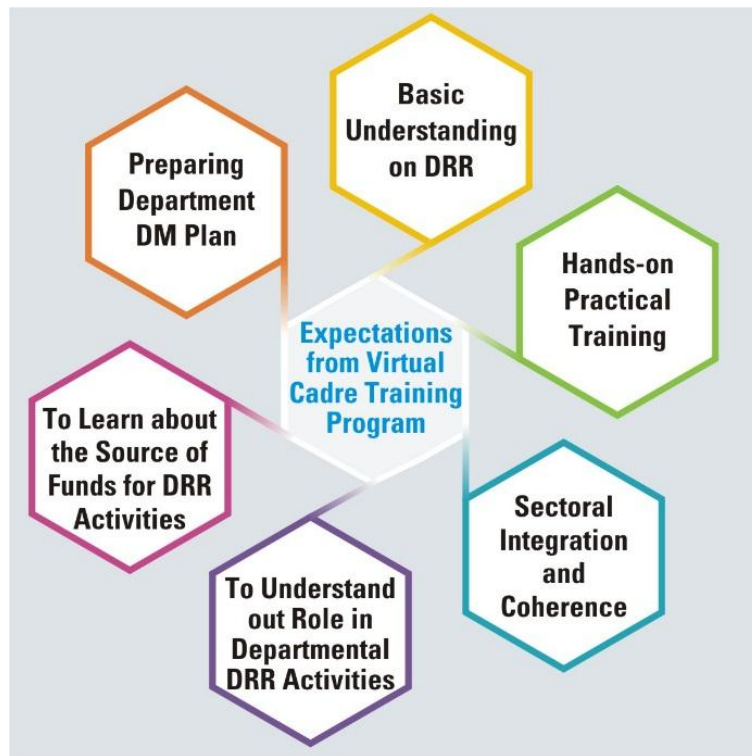 Basic
Understanding
on DRR
Preparing
Department
DM Plan
Hands-on
Practical
Training
Expectations
from Virtual
Cadre Training
Program
To Learn about
the Source of
Funds for DRR
Activities
Sectoral
Integration
and
Coherence
To Understand
out Role in
Departmental
DRR Activities